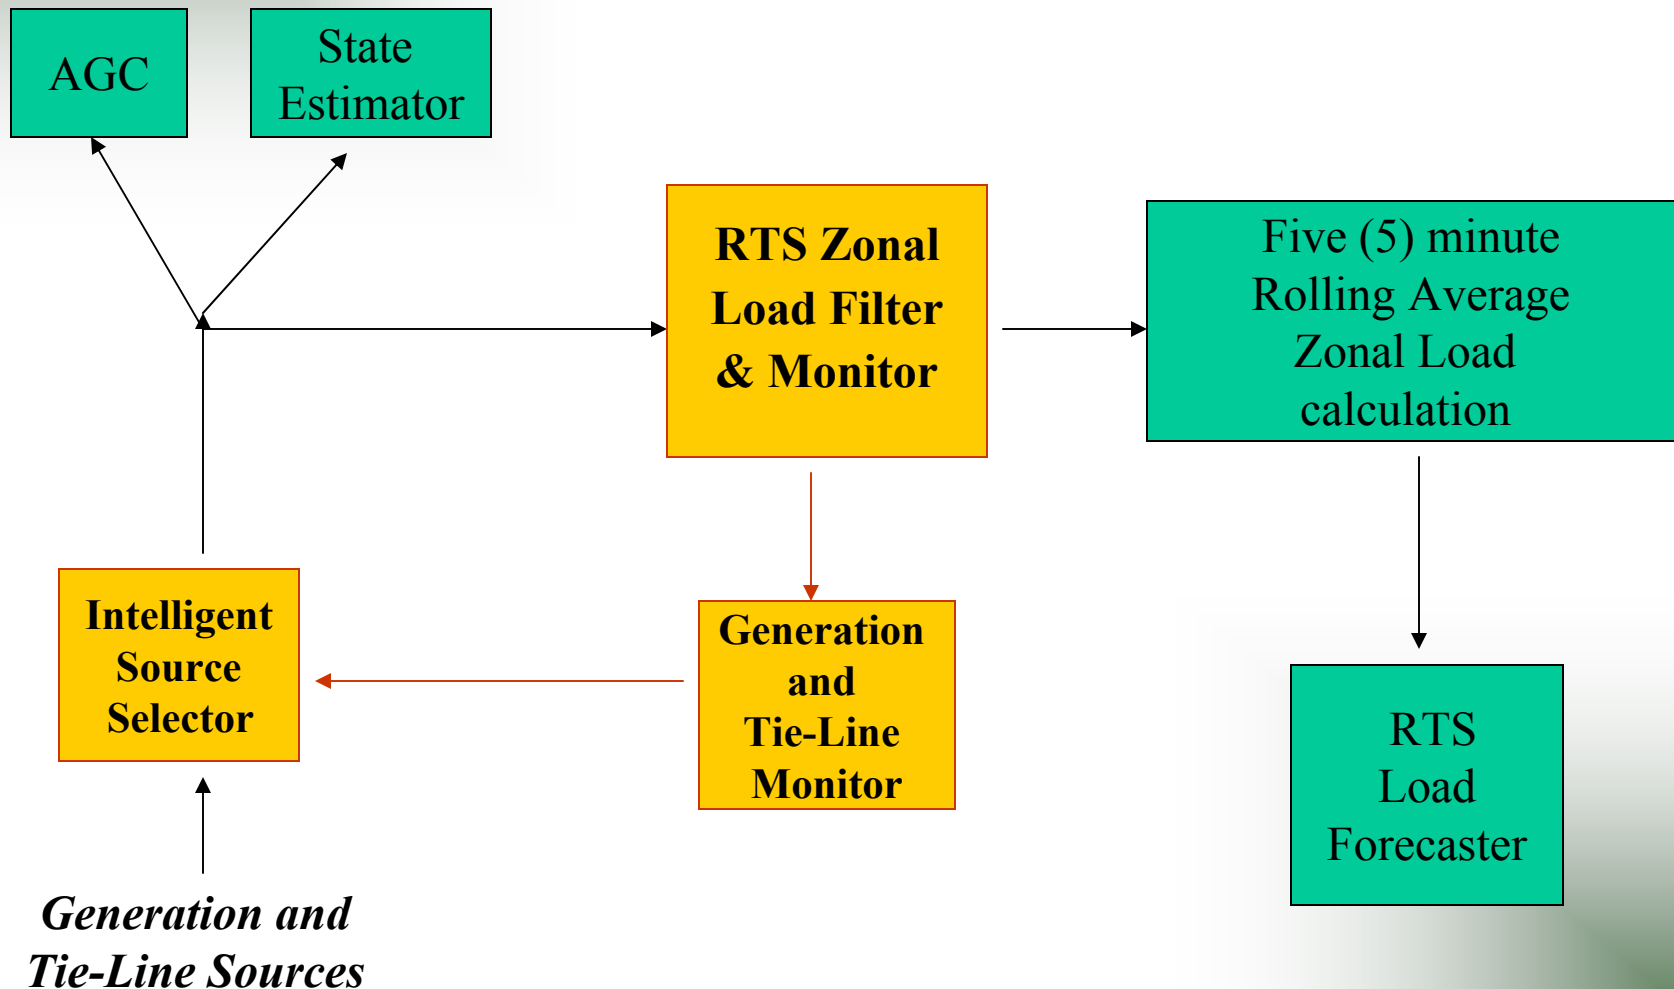 AGC
State
Estimator
RTS Zonal
Load Filter
& Monitor
Five (5) minute
Rolling Average
Zonal Load
calculation
Intelligent
Source
Selector
Generation
and
Tie-Line
Monitor
RTS
Load
Forecaster
Generation and
Tie-Line Sources